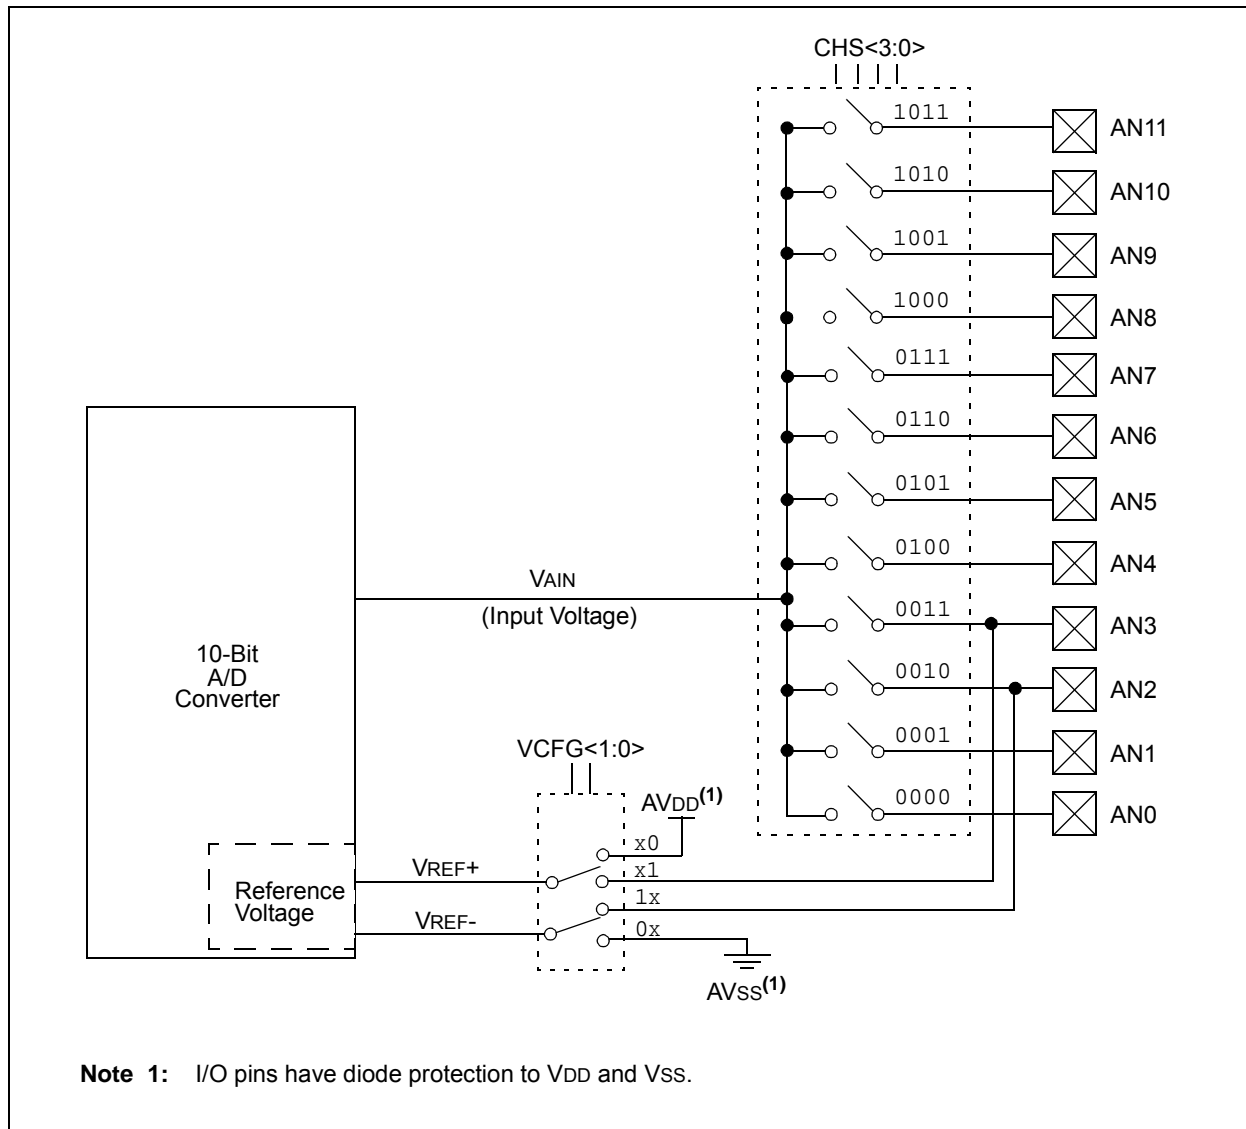 CHS<3:0>
1011
AN11
1010
AN10
1001
AN9
1000
AN8
0111
AN7
0110
AN6
0101
AN5
0100
AN4
VAIN
(Input Voltage)
0011
AN3
10-Bit
A/D
Converter
0010
AN2
VCFG<1:0>
0001
AN1
AVDD(1)
0000
AN0
x0
VREF+
x1
Reference
Voltage
1x
VREF-
0x
AVSS(1)
Note 1: I/O pins have diode protection to VDD and VSS.